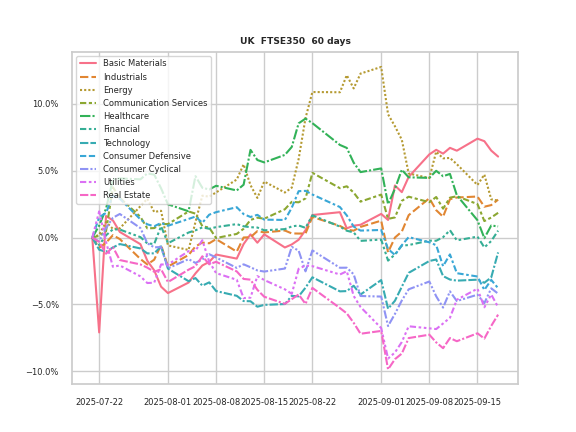 UK FTSE350 60 days
Basic Materials
Industrials
Energy
Communication Services
Healthcare
Financial
Technology
Consumer Defensive
Consumer Cyclical
Utilities
Real Estate
10.0%
5.0%
0.0%
−5.0%
−10.0%
2025-07-22 2025-08-01 2025-08-08 2025-08-15 2025-08-22 2025-09-01 2025-09-08 2025-09-15